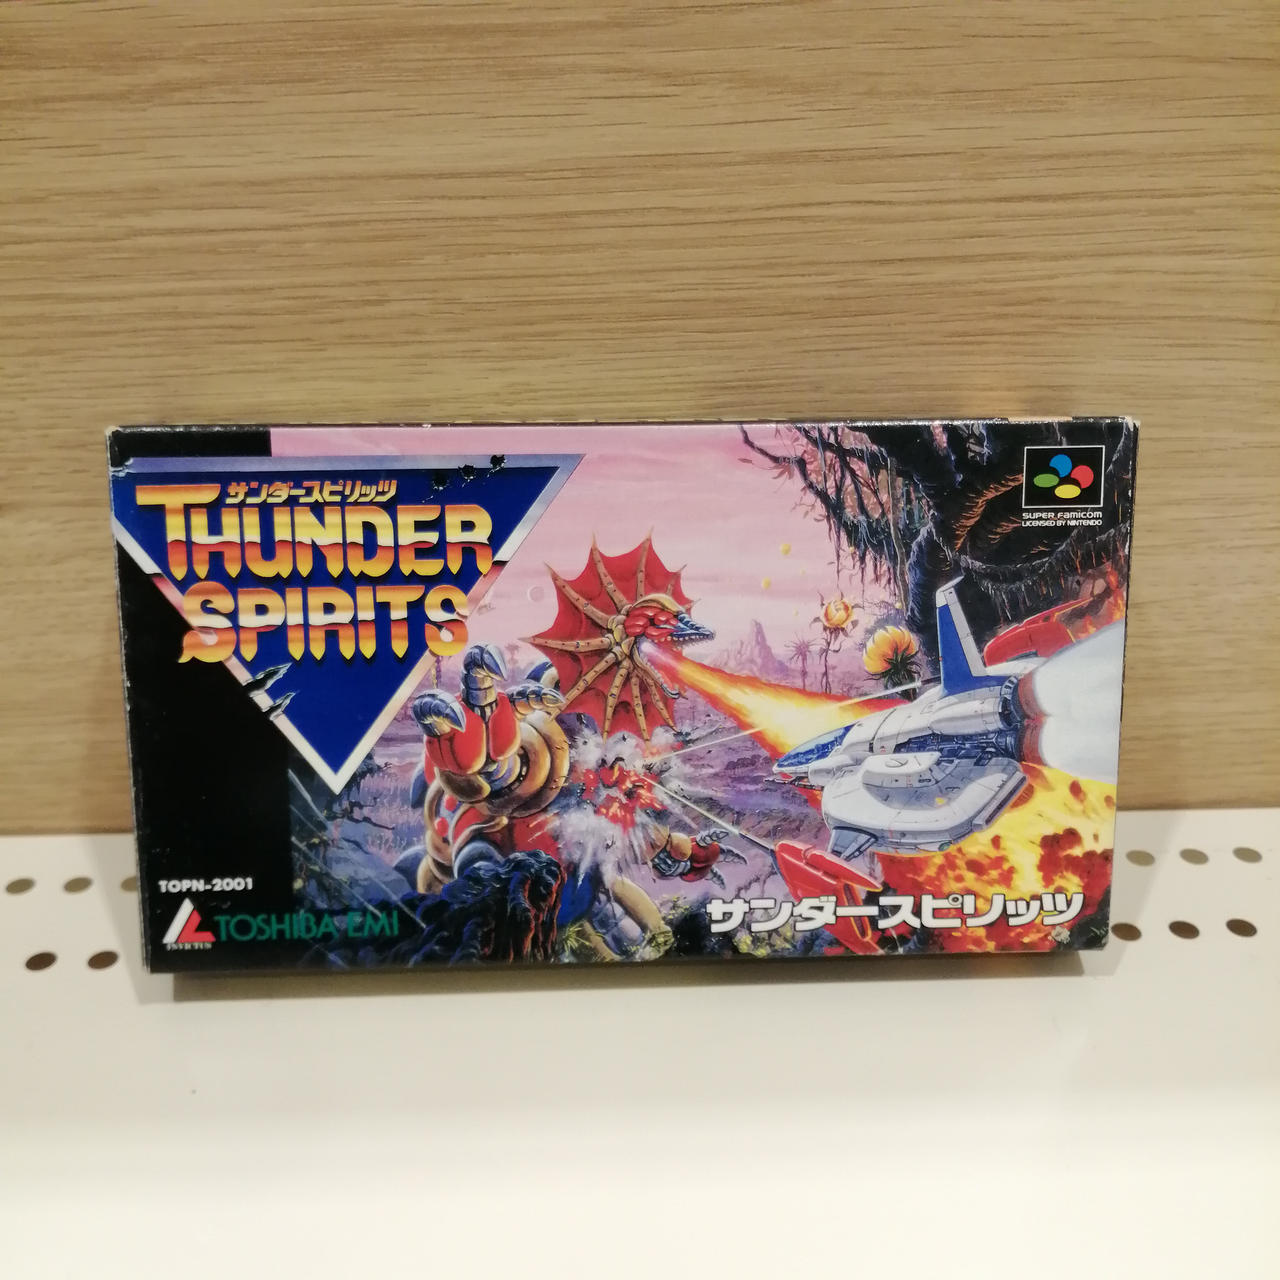 サンダースピリッツ
THUNDER
SPIRITS
SUPER FAMICOM
LICENSED BY NINTENDO
TOPN-2001
INVICTUS
TOSHIBA EMI
サンダースピリッツ